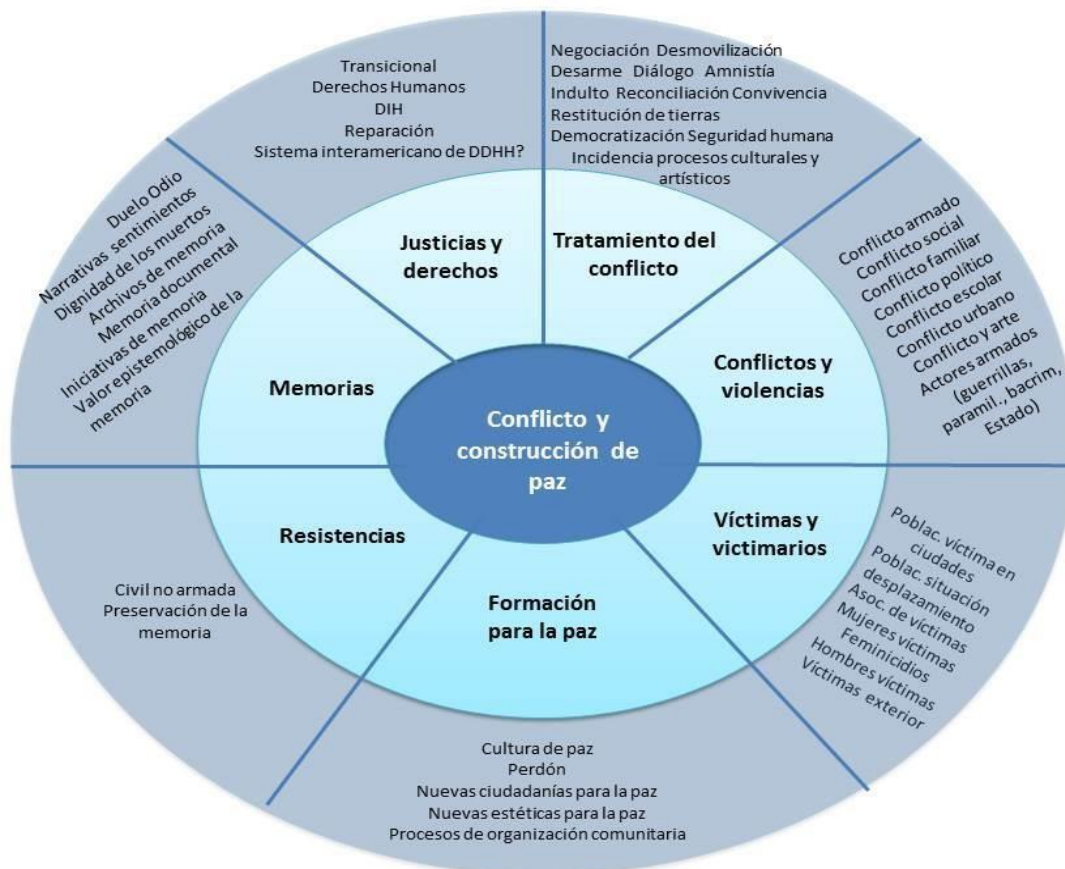 Transicional
Derechos Humanos
DIH
Reparación
Sistema interamericano de DDHH?
Negociación Desmovilización
Desarme Diálogo Amnistía
Indulto Reconciliación Convivencia
Restitución de tierras
Democratización Seguridad humana
Incidencia procesos culturales y
artísticos
Duelo Odio
Narrativas sentimientos
Dignidad de los muertos
Archivos de memoria
Memoria documental
Iniciativas de memoria
Valor epistemológico de la
memoria
Justicias y
derechos
Tratamiento del
conflicto
Conflicto armado
Conflicto social
Conflicto familiar
Conflicto político
Conflicto escolar
Conflicto urbano
Conflicto y arte
Actores armados
(guerrillas,
paramil., bacrim,
Estado)
Memorias
Conflictos y
violencias
Conflicto y
construcción de
paz
Resistencias
Víctimas y
victimarios
Formación
para la paz
Civil no armada
Preservación de la
memoria
Poblac. víctima en
ciudades
Poblac. situación
desplazamiento
Asoc. de víctimas
Mujeres víctimas
Feminicidios
Hombres víctimas
Víctimas exterior
Cultura de paz
Perdón
Nuevas ciudadanías para la paz
Nuevas estéticas para la paz
Procesos de organización comunitaria